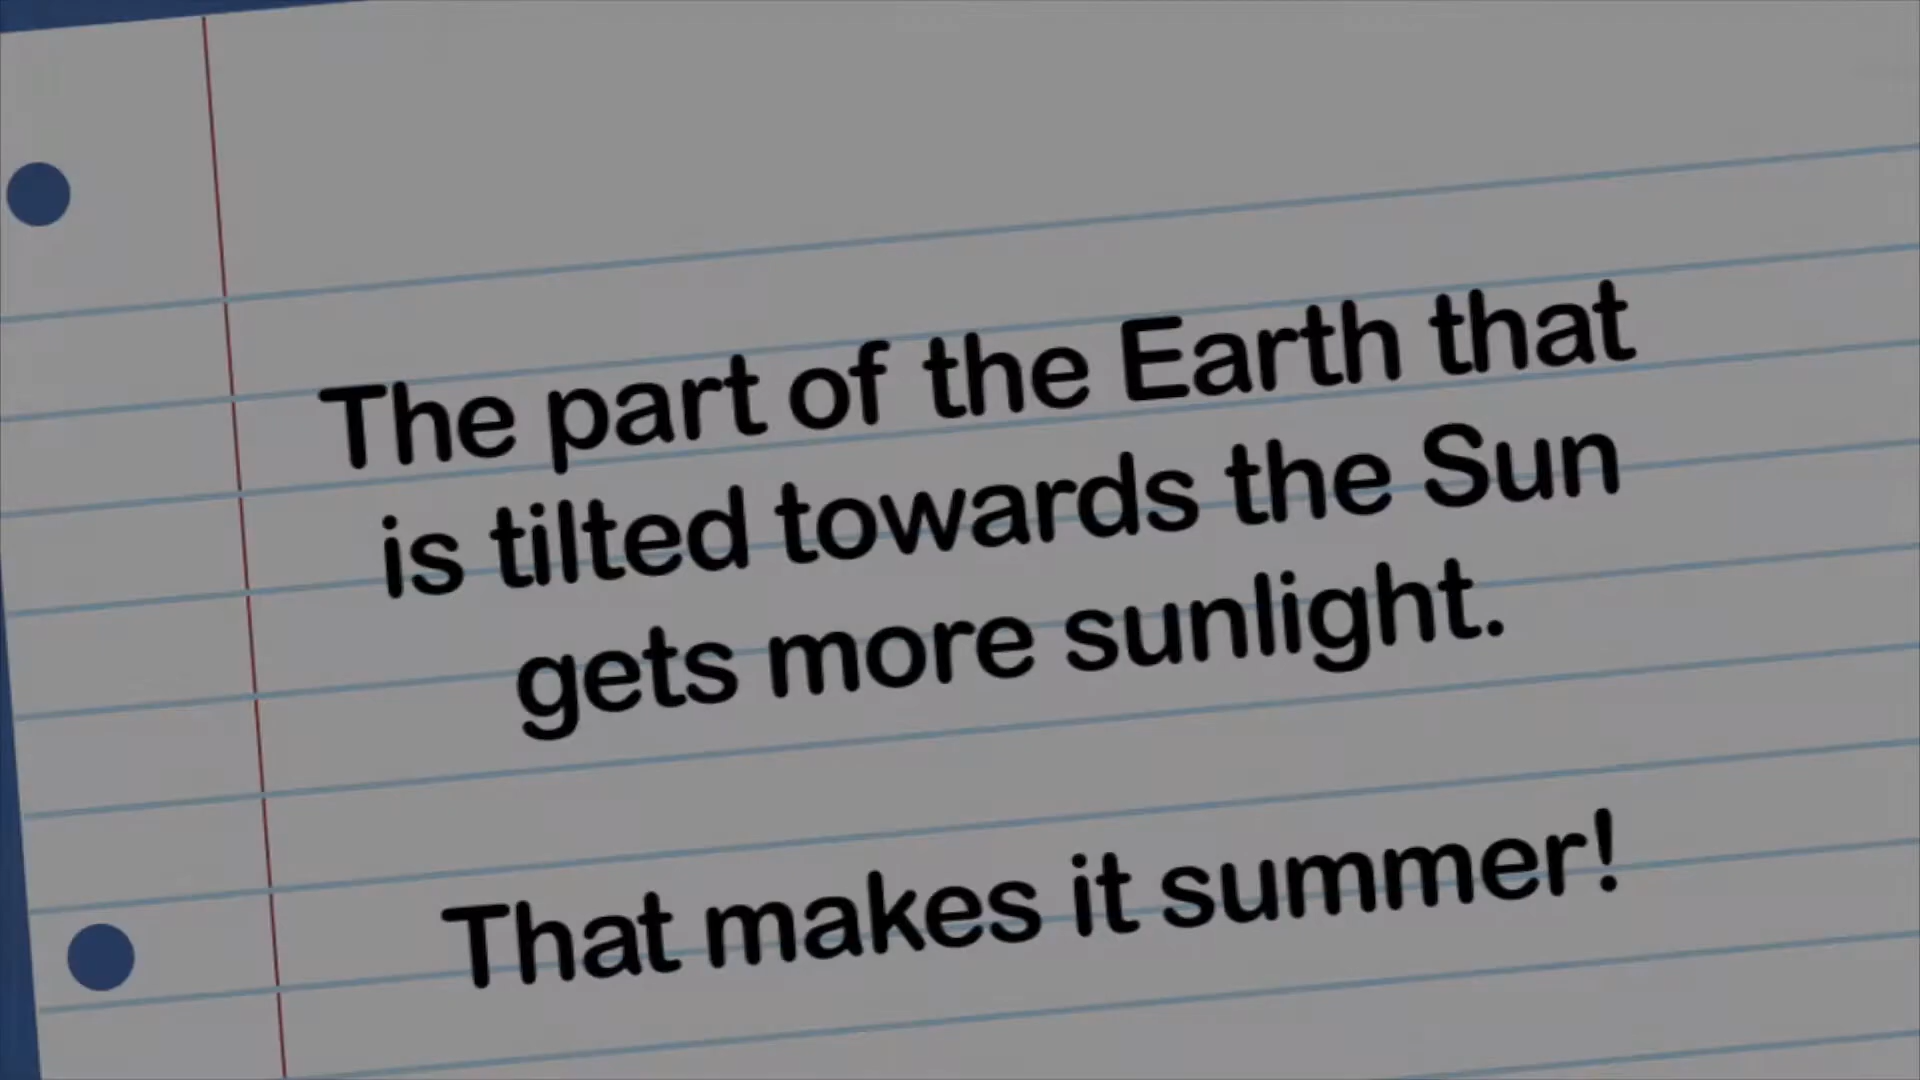 The part of the Earth that
is tilted towards the Sun
gets more sunlight.
That makes it summer!